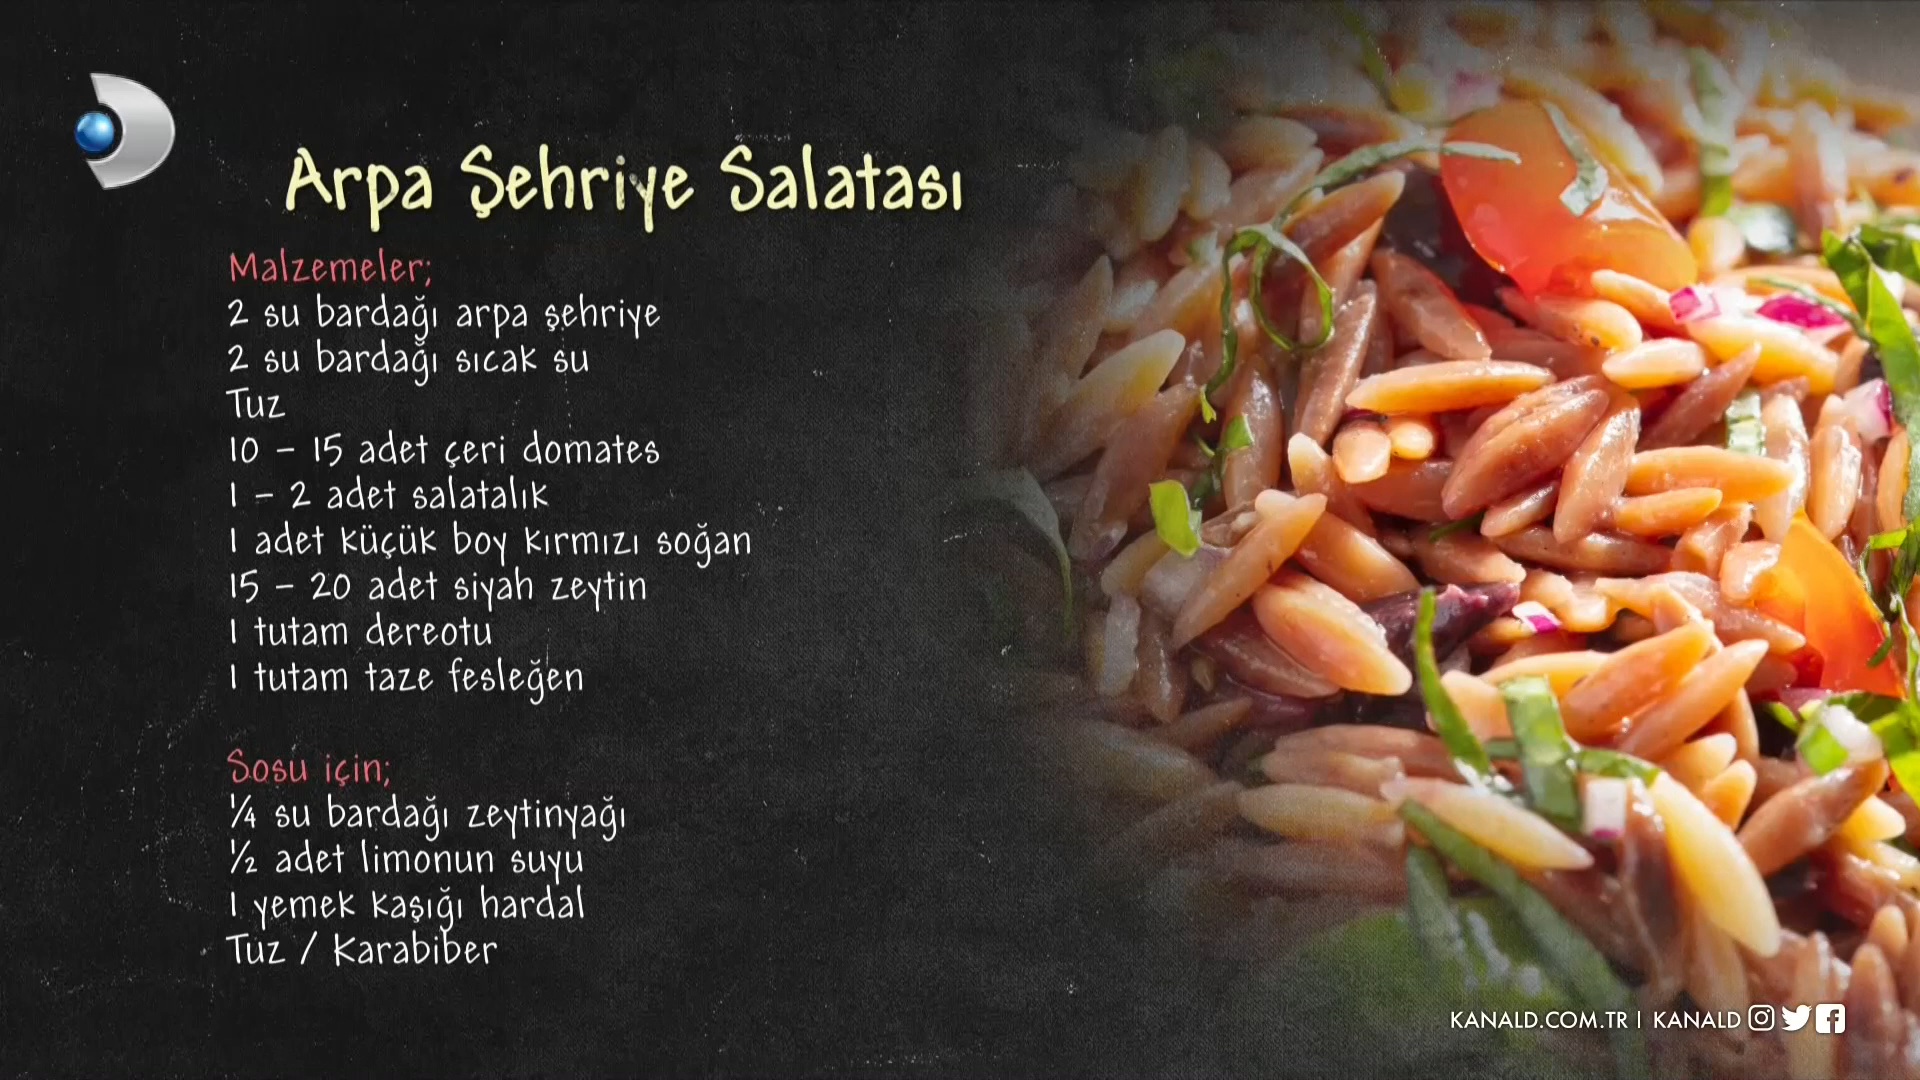 Arpa Şehriye Salatası
Malzemeler;
2 su bardağı arpa şehriye
2 su bardağı sıcak su
Tuz
10 - 15 adet çeri domates
1 - 2 adet salatalık
1 adet küçük boy kırmızı soğan
15 - 20 adet siyah zeytin
1 tutam dereotu
1 tutam taze fesleğen
Sosu için;
¼ su bardağı zeytinyağı
½ adet limonun suyu
1 yemek kaşığı hardal
Tuz / Karabiber
KANALD.COM.TR | KANALD